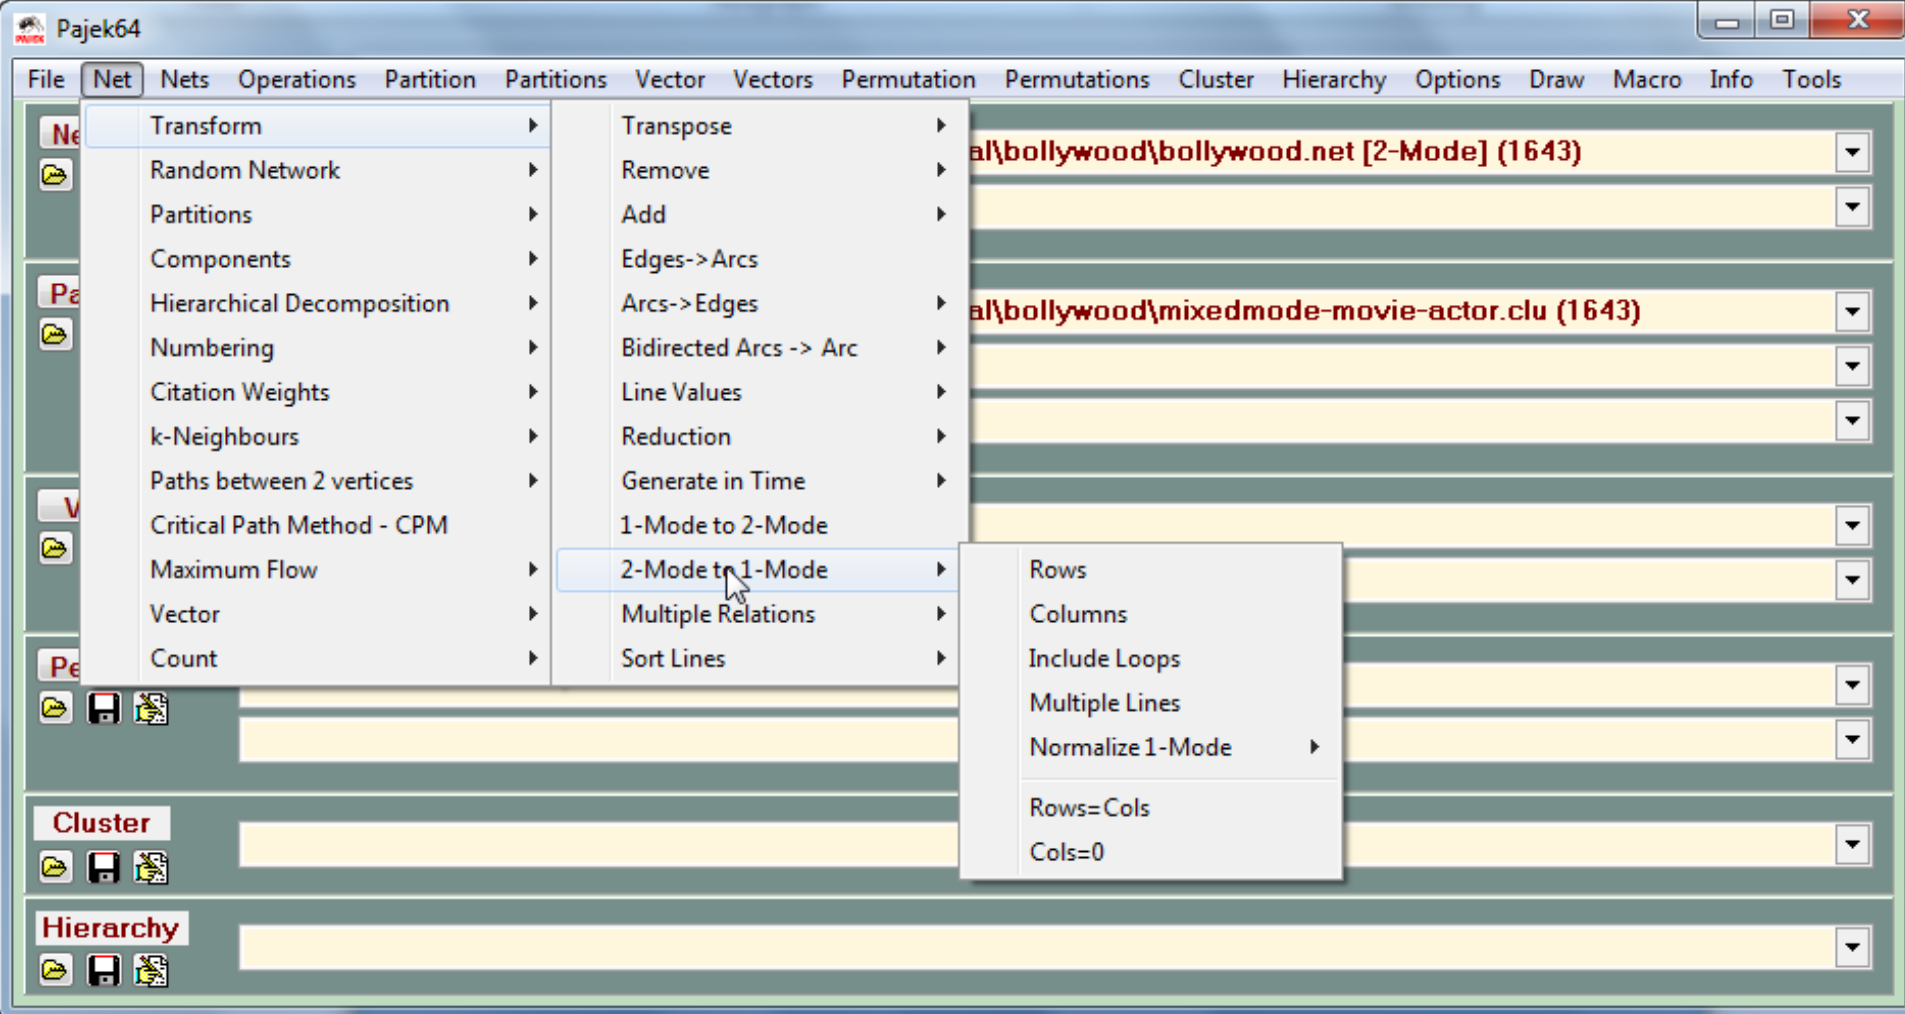 Pajek64
File Net Nets Operations Partition Partitions Vector Vectors Permutation Permutations Cluster Hierarchy Options Draw Macro Info Tools
Transform
Random Network
Partitions
Components
Hierarchical Decomposition
Numbering
Citation Weights
k-Neighbours
Paths between 2 vertices
Critical Path Method - CPM
Maximum Flow
Vector
Count
Transpose
Remove
Add
Edges->Arcs
Arcs->Edges
Bidirected Arcs -> Arc
Line Values
Reduction
Generate in Time
1-Mode to 2-Mode
2-Mode to 1-Mode
Multiple Relations
Sort Lines
Rows
Columns
Include Loops
Multiple Lines
Normalize 1-Mode
Rows=Cols
Cols=0
Ne
al\bollywood\bollywood.net [2-Mode] (1643)
Pa
al\bollywood\mixedmode-movie-actor.clu (1643)
V
Pe
Cluster
Hierarchy